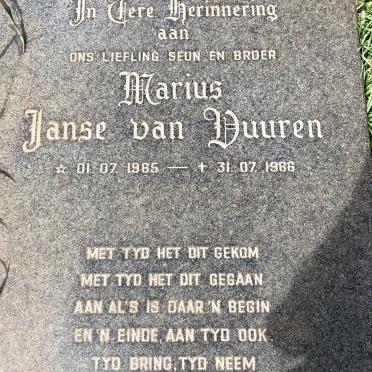 In Tere Herinnering
aan
ONS LIEFLING SEUN EN BROER
Marius
Janse van Vuuren
☆ 01.07.1965 — ✝ 31.07.1986
MET TYD HET DIT GEKOM
MET TYD HET DIT GEGAAN
AAN AL'S IS DAAR 'N BEGIN
EN 'N EINDE, AAN TYD OOK.
TYD BRING, TYD NEEM